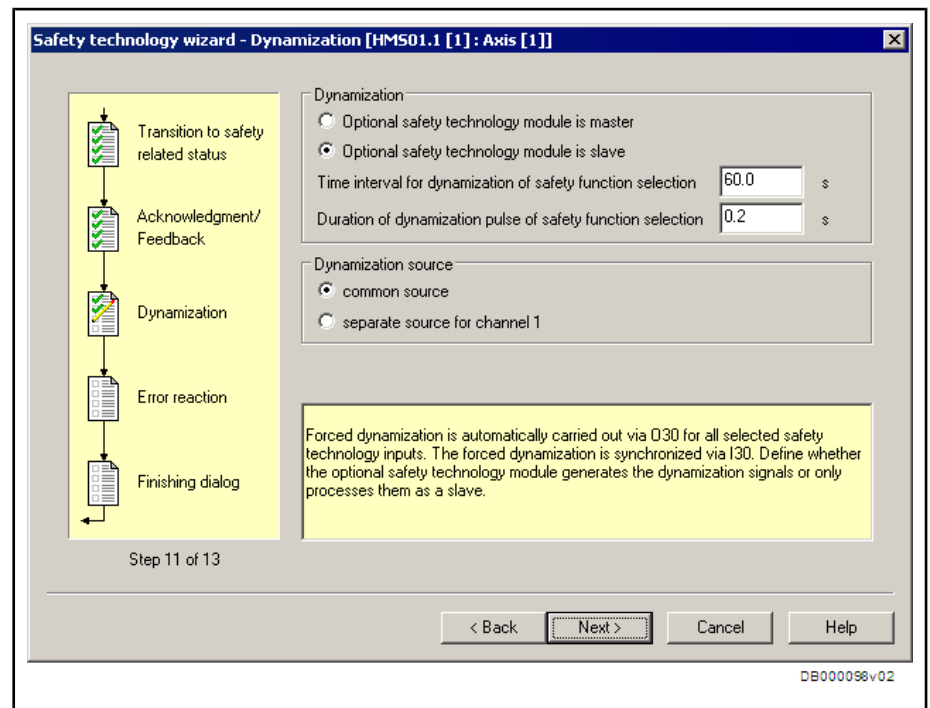 Safety technology wizard - Dynamization [HMS01.1 [1] : Axis [1]]
Transition to safety
related status
Acknowledgment/
Feedback
Dynamization
Error reaction
Finishing dialog
Step 11 of 13
Dynamization
Optional safety technology module is master
Optional safety technology module is slave
Time interval for dynamization of safety function selection 60.0 s
Duration of dynamization pulse of safety function selection 0.2 s
Dynamization source
common source
separate source for channel 1
Forced dynamization is automatically carried out via O30 for all selected safety
technology inputs. The forced dynamization is synchronized via I30. Define whether
the optional safety technology module generates the dynamization signals or only
processes them as a slave.
< Back Next > Cancel Help
DB000098v02